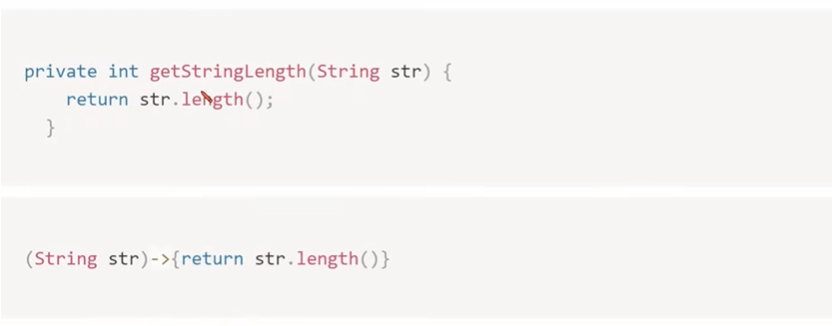 private int getStringLength(String str) {
return str.length();
}
(String str)->{return str.length()}